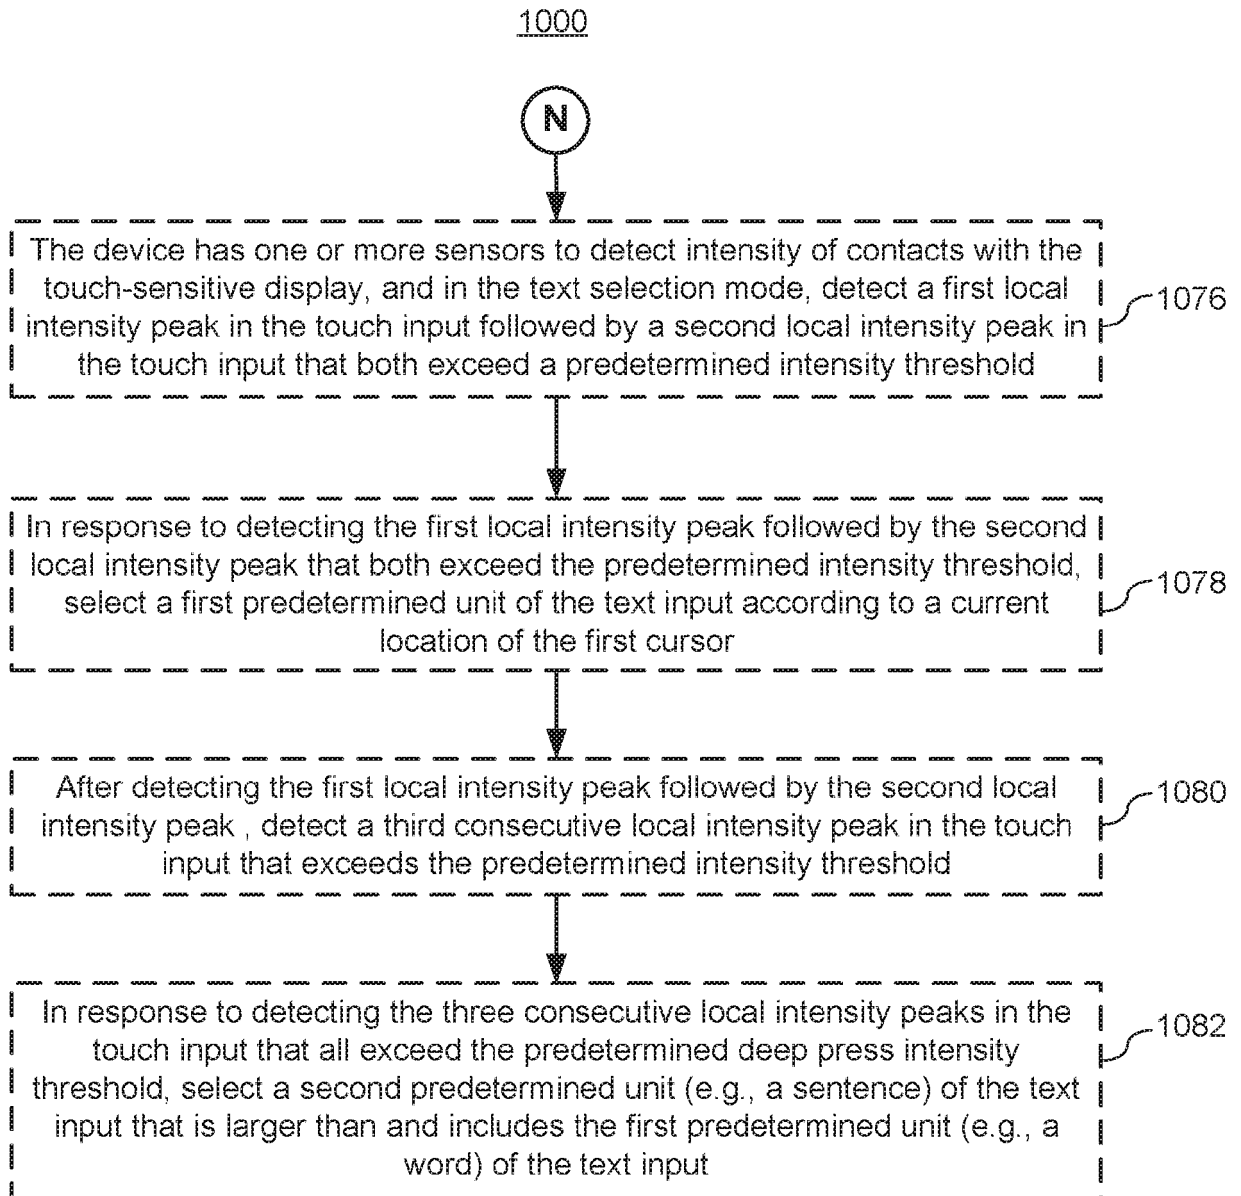 1000
N
The device has one or more sensors to detect intensity of contacts with the
touch-sensitive display, and in the text selection mode, detect a first local
intensity peak in the touch input followed by a second local intensity peak in
the touch input that both exceed a predetermined intensity threshold
1076
In response to detecting the first local intensity peak followed by the second
local intensity peak that both exceed the predetermined intensity threshold,
select a first predetermined unit of the text input according to a current
location of the first cursor
1078
After detecting the first local intensity peak followed by the second local
intensity peak , detect a third consecutive local intensity peak in the touch
input that exceeds the predetermined intensity threshold
1080
In response to detecting the three consecutive local intensity peaks in the
touch input that all exceed the predetermined deep press intensity
threshold, select a second predetermined unit (e.g., a sentence) of the text
input that is larger than and includes the first predetermined unit (e.g., a
word) of the text input
1082